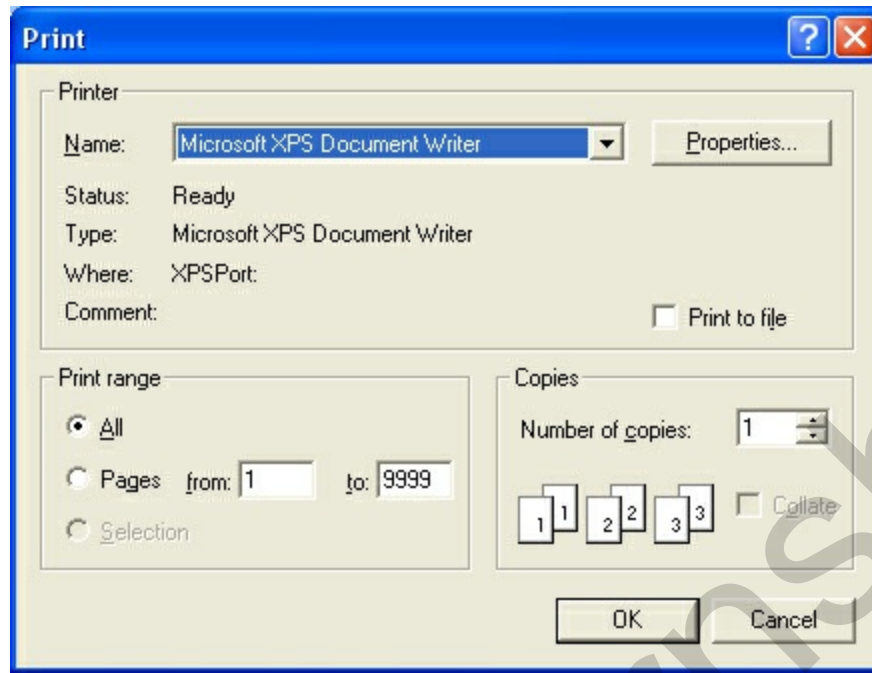 Print
Printer
Name: Microsoft XPS Document Writer Properties...
Status: Ready
Type: Microsoft XPS Document Writer
Where: XPSPort:
Comment: Print to file
Print range
All
Pages from: 1 to: 9999
Selection
Copies
Number of copies: 1
1 1 2 2 3 3 Collate
OK Cancel